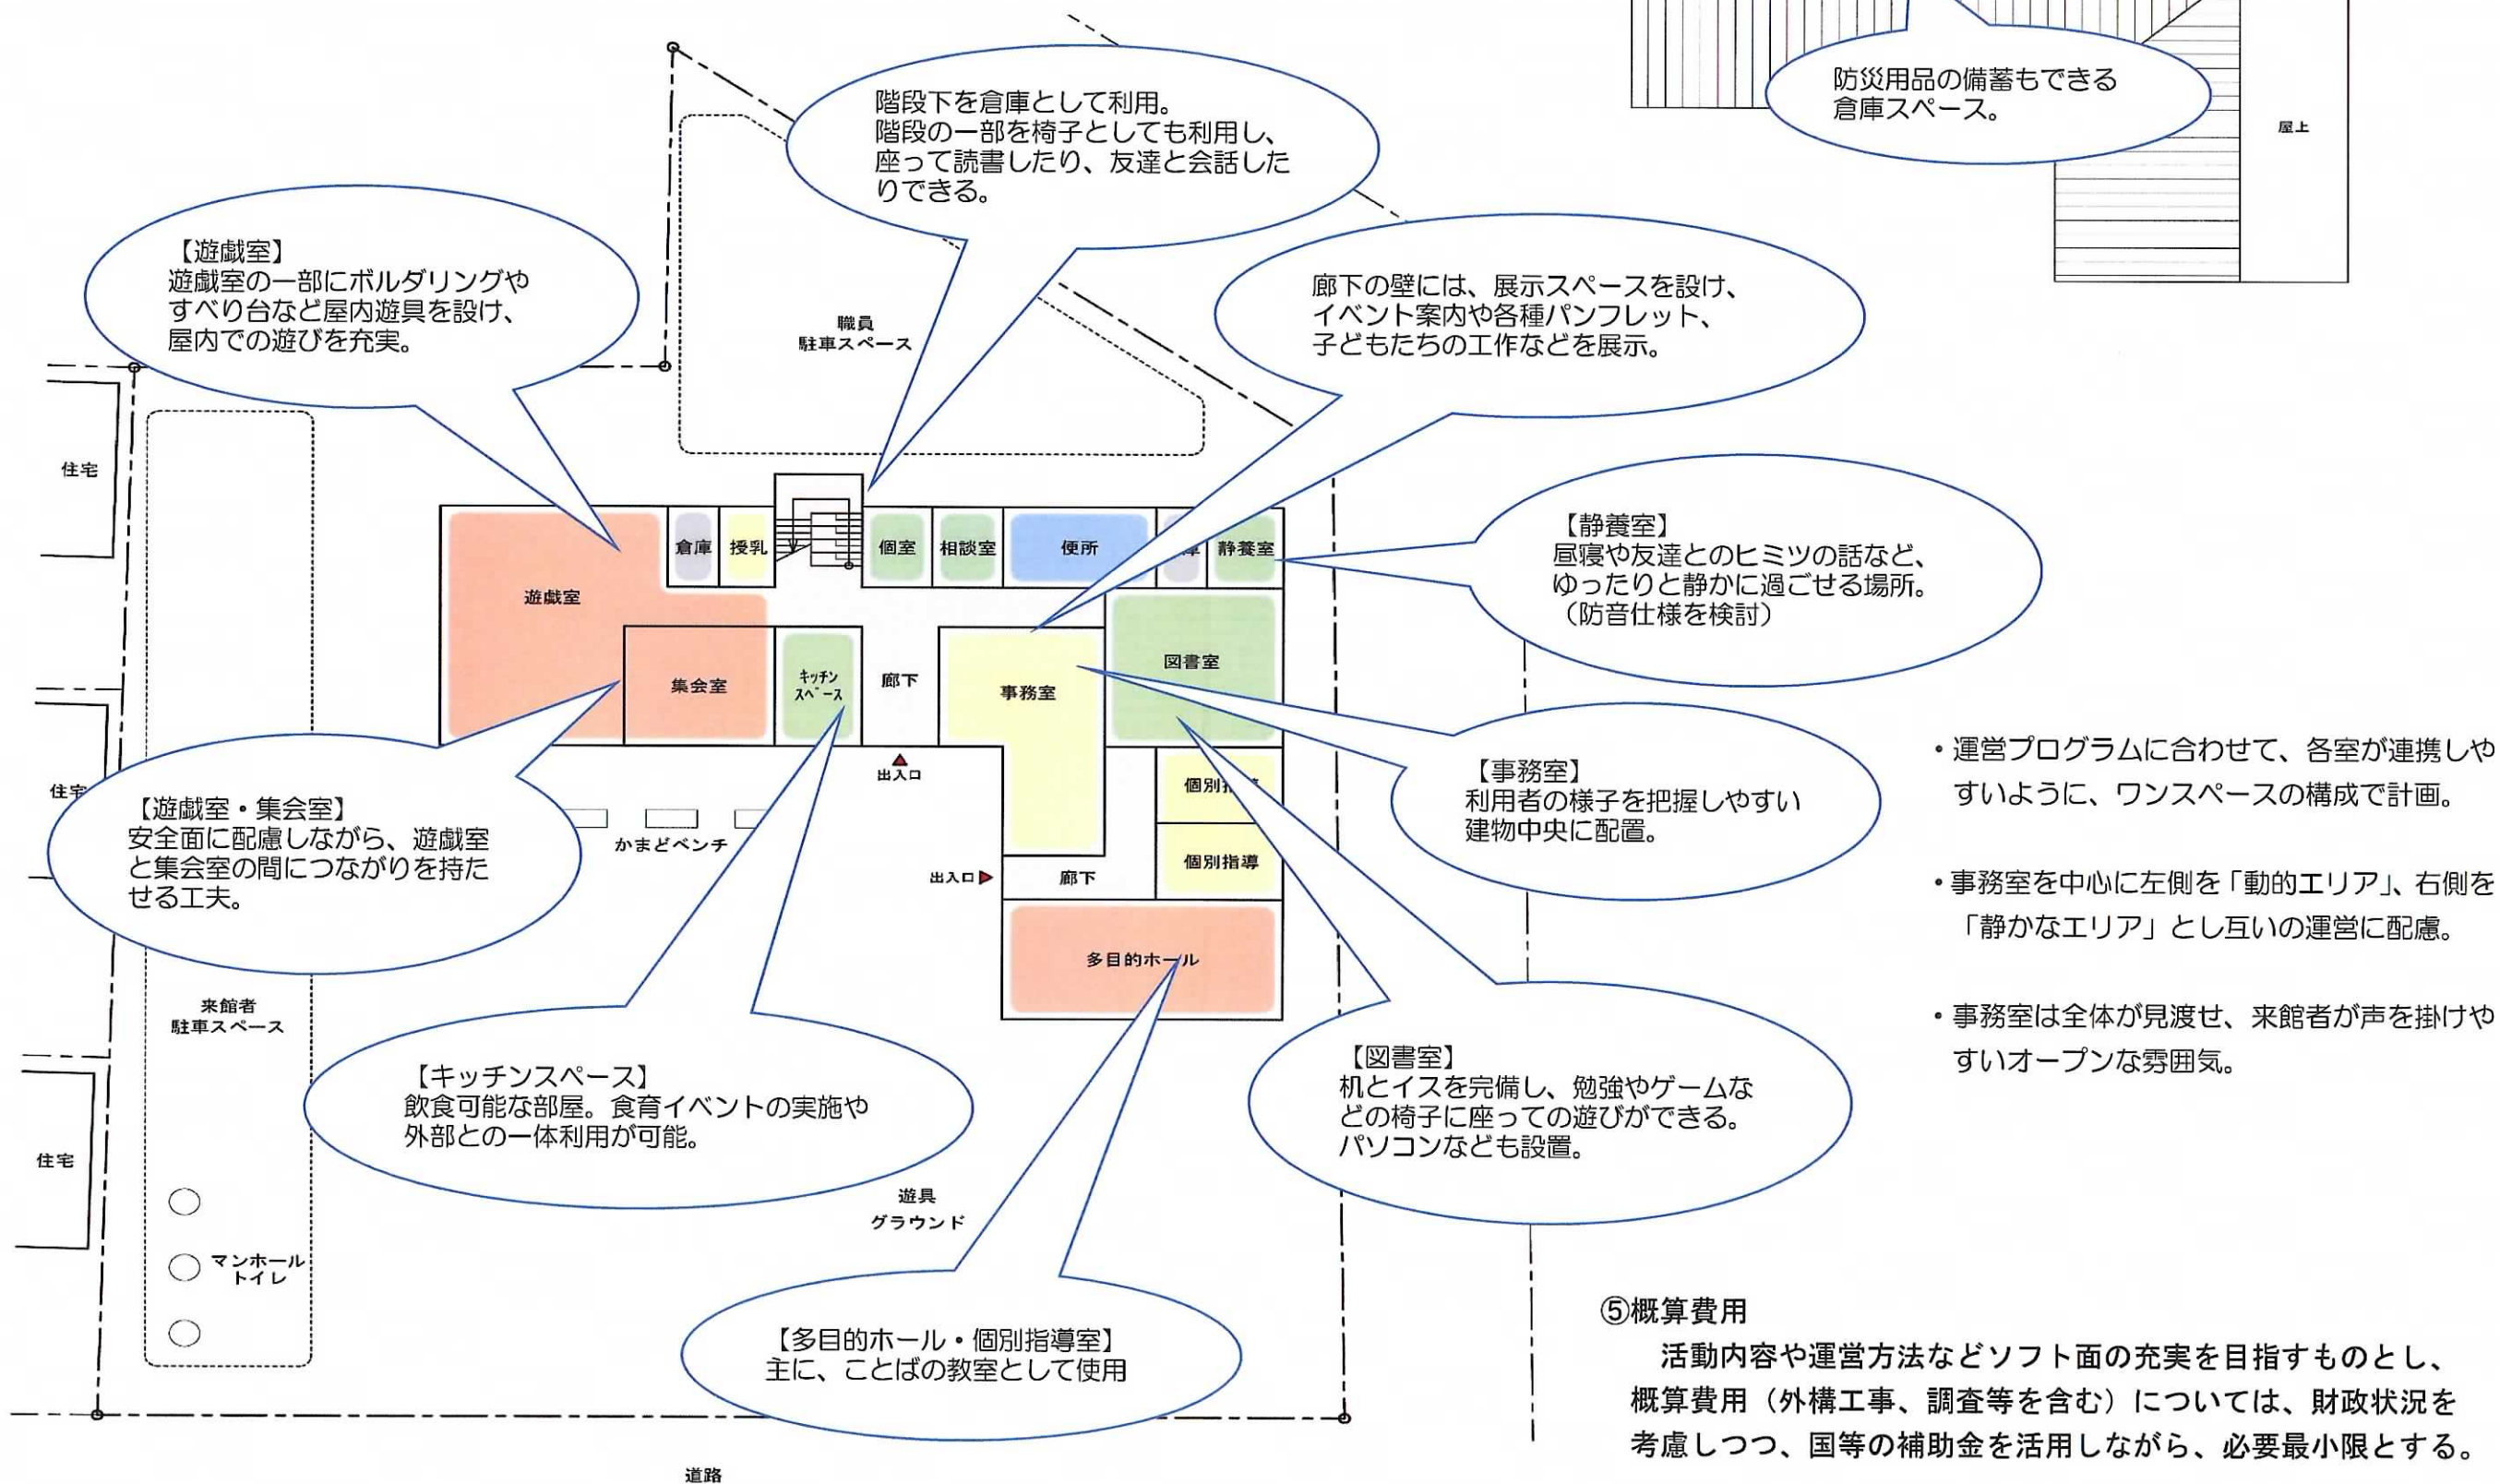 防災用品の備蓄もできる
倉庫スペース。
屋上
階段下を倉庫として利用。
階段の一部を椅子としても利用し、
座って読書したり、友達と会話した
りできる。
【遊戯室】
遊戯室の一部にボルダリングや
すべり台など屋内遊具を設け、
屋内での遊びを充実。
廊下の壁には、展示スペースを設け、
イベント案内や各種パンフレット、
子どもたちの工作などを展示。
職員
駐車スペース
住宅
【静養室】
昼寝や友達とのヒミツの話など、
ゆったりと静かに過ごせる場所。
（防音仕様を検討）
倉庫
授乳
個室
相談室
便所
庫
静養室
遊戯室
集会室
キッチン
スペース
廊下
事務室
図書室
出入口
個別指
個別指導
かまどベンチ
出入口
廊下
多目的ホール
住宅
【遊戯室・集会室】
安全面に配慮しながら、遊戯室
と集会室の間につながりを持た
せる工夫。
【事務室】
利用者の様子を把握しやすい
建物中央に配置。
・運営プログラムに合わせて、各室が連携しや
すいように、ワンスペースの構成で計画。
・事務室を中心に左側を「動的エリア」、右側を
「静かなエリア」とし互いの運営に配慮。
・事務室は全体が見渡せ、来館者が声を掛けや
すいオープンな雰囲気。
来館者
駐車スペース
【キッチンスペース】
飲食可能な部屋。食育イベントの実施や
外部との一体利用が可能。
【図書室】
机とイスを完備し、勉強やゲームな
どの椅子に座っての遊びができる。
パソコンなども設置。
住宅
遊具
グラウンド
マンホール
トイレ
【多目的ホール・個別指導室】
主に、ことばの教室として使用
道路
⑤概算費用
活動内容や運営方法などソフト面の充実を目指すものとし、
概算費用（外構工事、調査等を含む）については、財政状況を
考慮しつつ、国等の補助金を活用しながら、必要最小限とする。